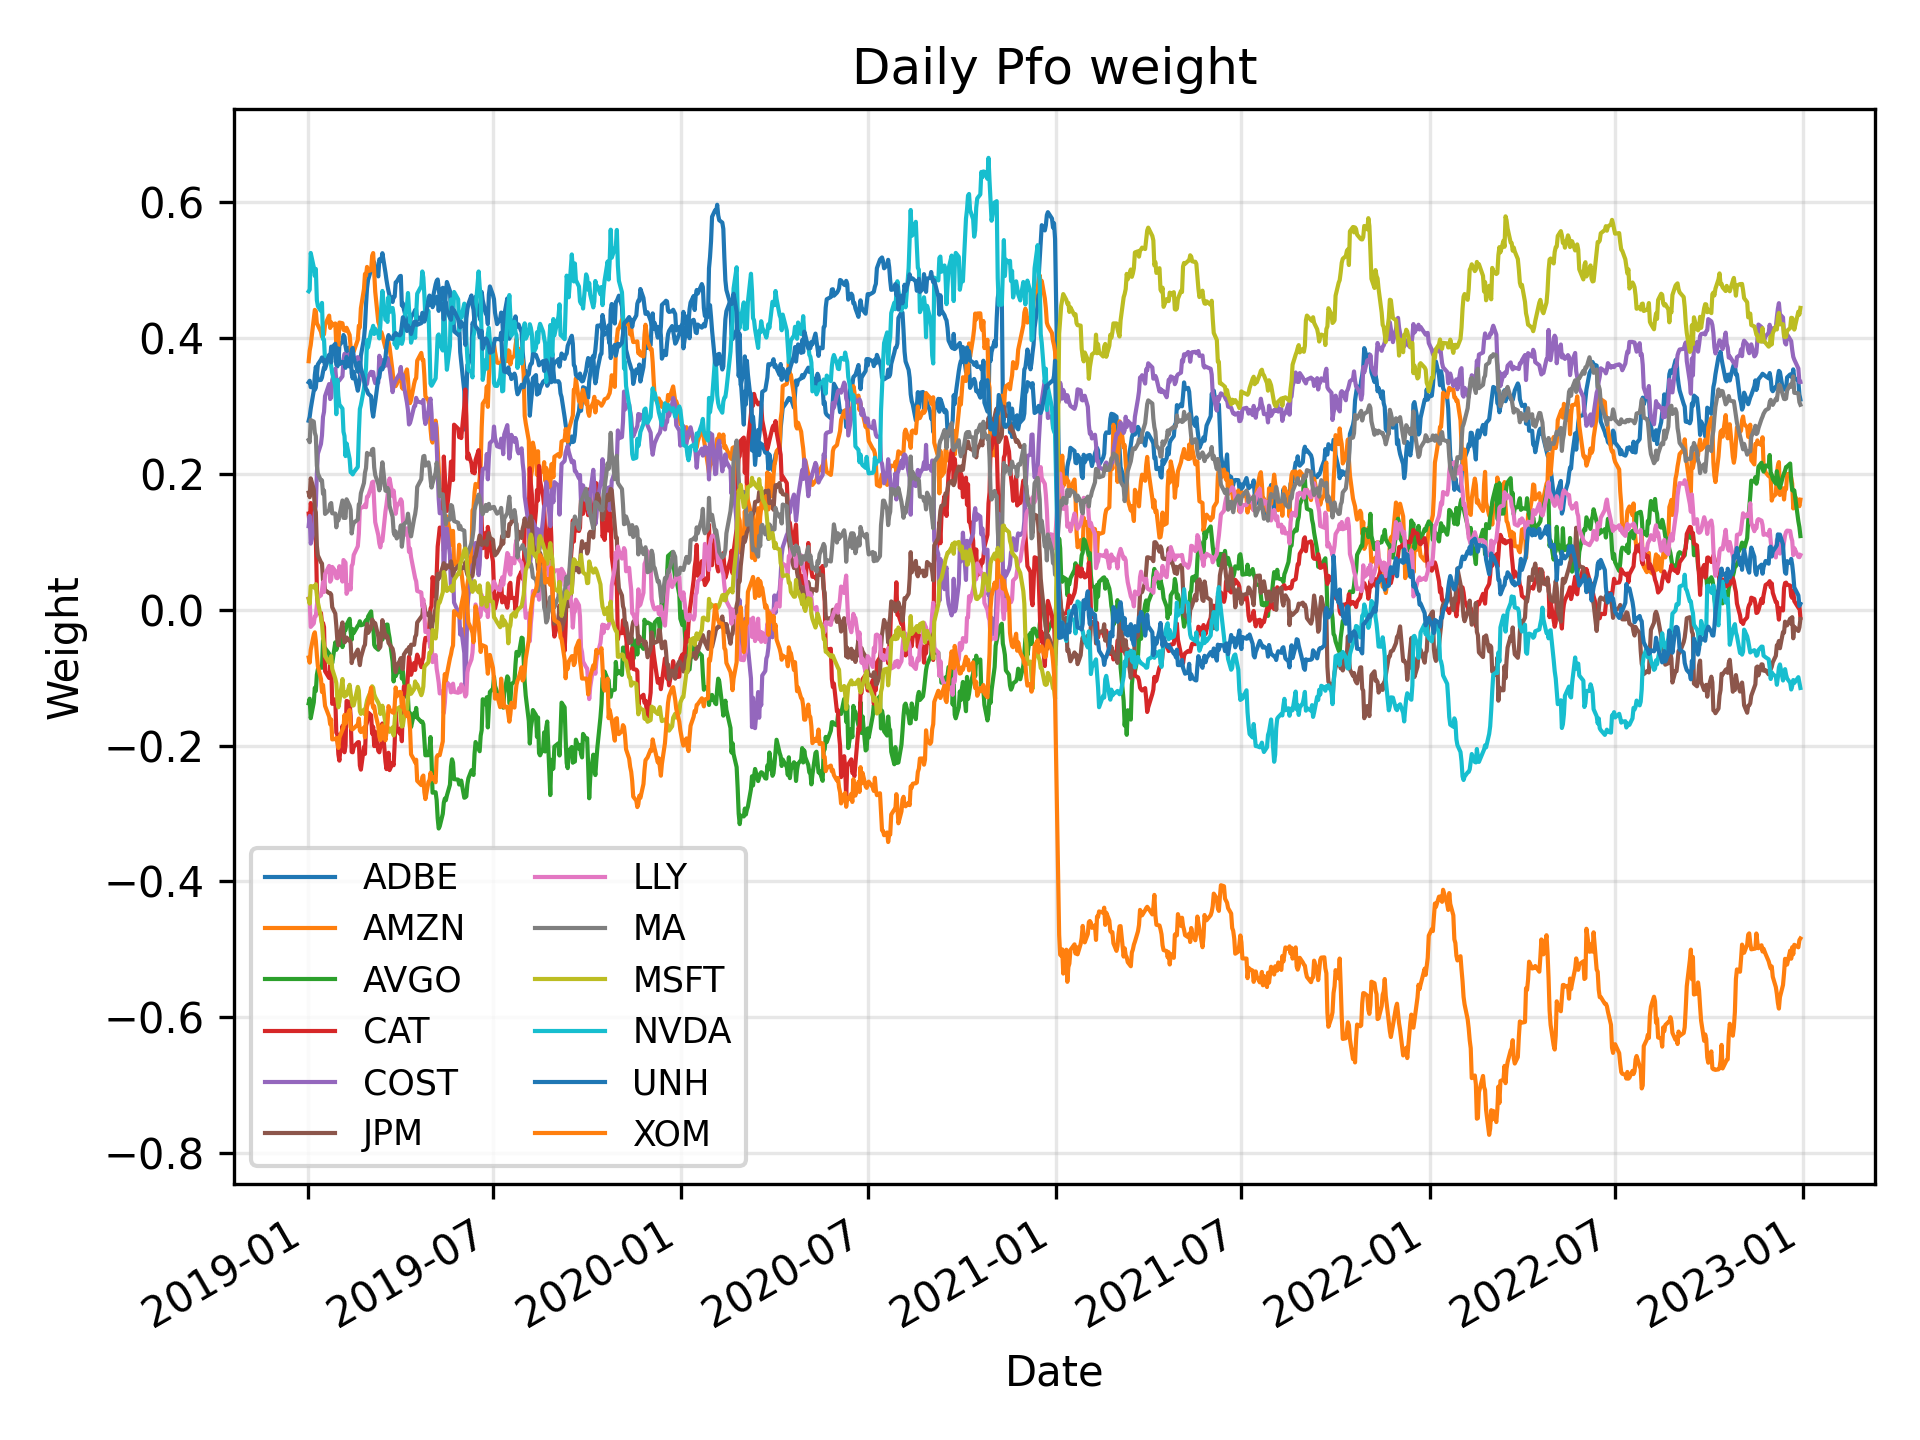 Daily Pfo weight
Weight
0.6
0.4
0.2
0.0
−0.2
−0.4
−0.6
−0.8
ADBE
AMZN
AVGO
CAT
COST
JPM
LLY
MA
MSFT
NVDA
UNH
XOM
2019-01
2019-07
2020-01
2020-07
2021-01
2021-07
2022-01
2022-07
2023-01
Date